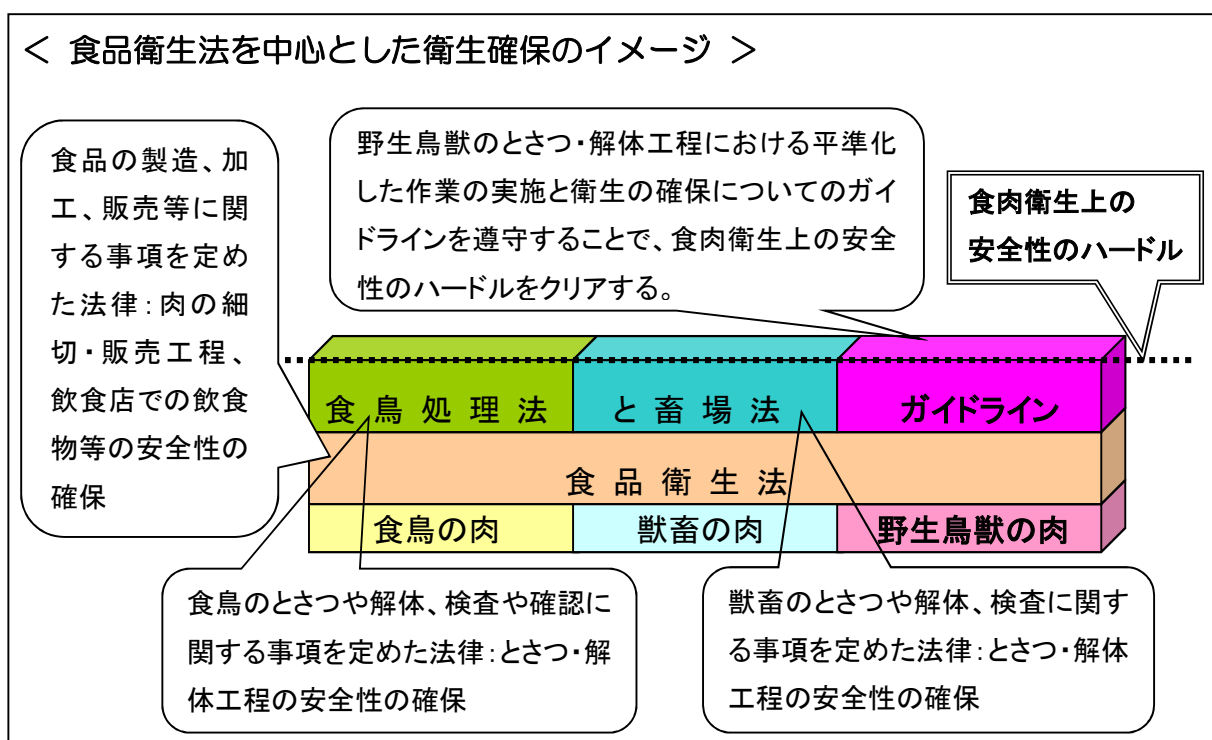 ＜ 食品衛生法を中心とした衛生確保のイメージ ＞
食品の製造、加
工、販売等に関
する事項を定め
た法律：肉の細
切・販売工程、
飲食店での飲食
物等の安全性の
確保
野生鳥獣のとさつ・解体工程における平準化
した作業の実施と衛生の確保についてのガイ
ドラインを遵守することで、食肉衛生上の安全
性のハードルをクリアする。
食肉衛生上の
安全性のハードル
食鳥処理法
と畜場法
ガイドライン
食品衛生法
食鳥の肉
獣畜の肉
野生鳥獣の肉
食鳥のとさつや解体、検査や確認に
関する事項を定めた法律：とさつ・解
体工程の安全性の確保
獣畜のとさつや解体、検査に関す
る事項を定めた法律：とさつ・解体
工程の安全性の確保